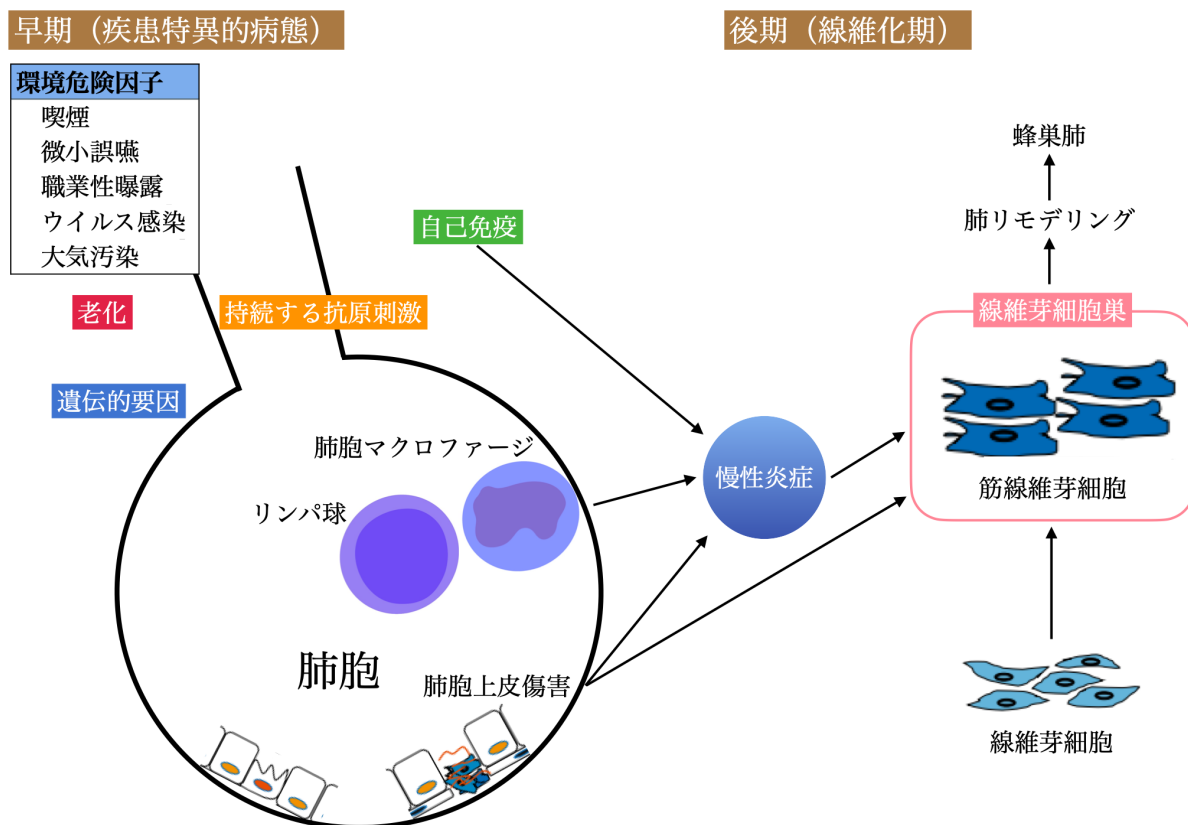 早期（疾患特異的病態）
後期（線維化期）
環境危険因子
喫煙
微小誤嚥
職業性曝露
ウイルス感染
大気汚染
老化
持続する抗原刺激
遺伝的要因
自己免疫
肺胞マクロファージ
リンパ球
肺胞
肺胞上皮傷害
慢性炎症
蜂巣肺
肺リモデリング
線維芽細胞巣
筋線維芽細胞
線維芽細胞